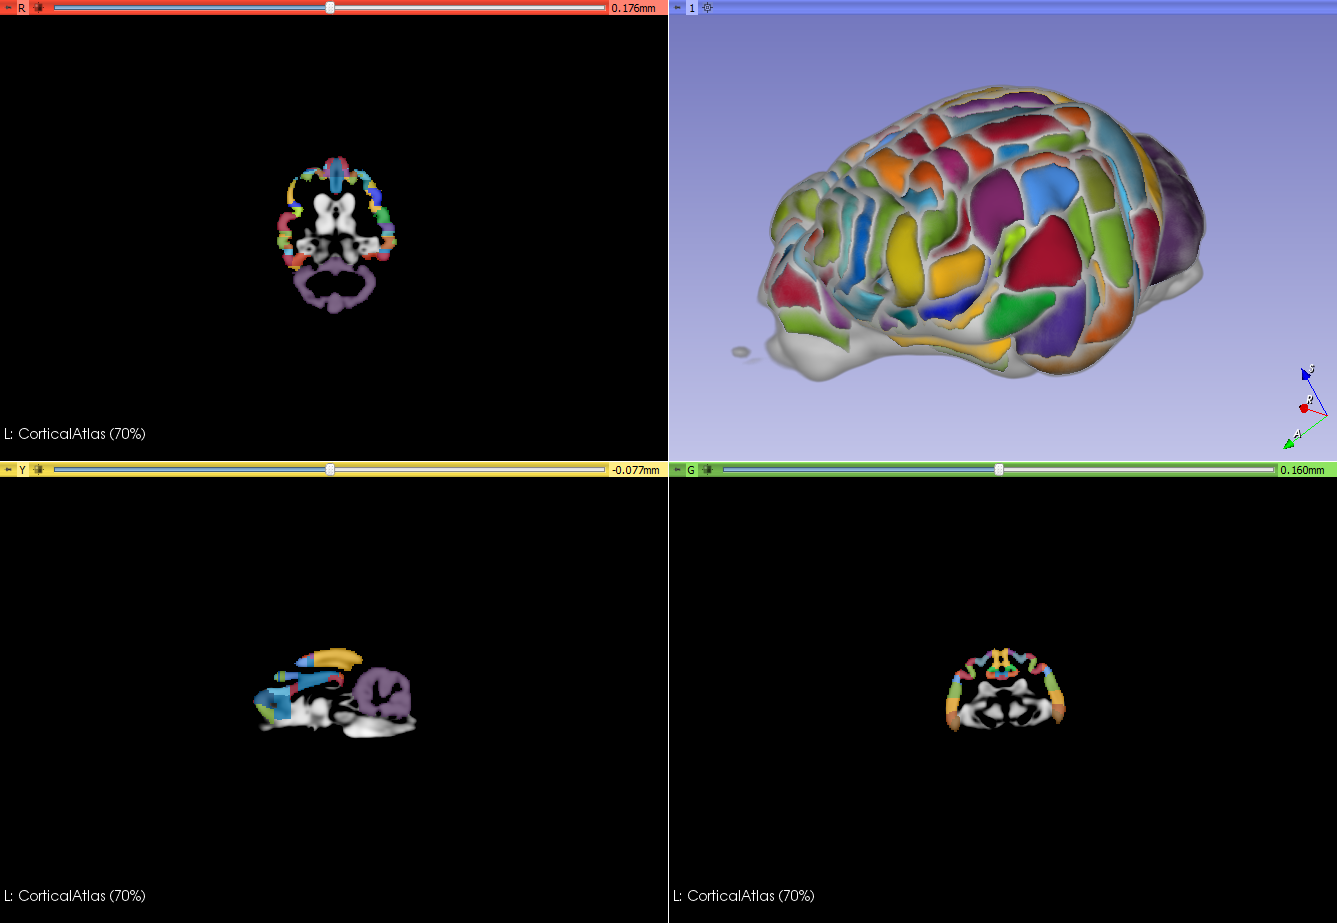 R 0.176mm
1
L: CorticalAtlas (70%)
S
R
A
Y -0.077mm
G 0.160mm
L: CorticalAtlas (70%)
L: CorticalAtlas (70%)